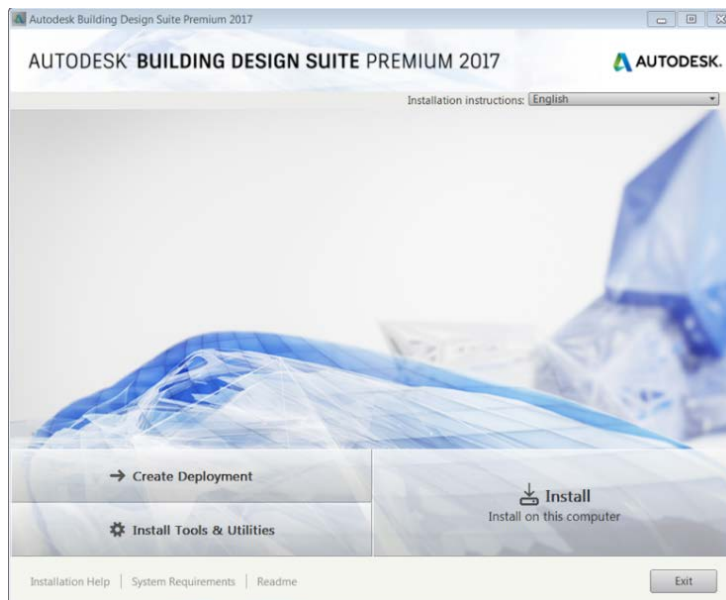 Autodesk Building Design Suite Premium 2017
AUTODESK® BUILDING DESIGN SUITE PREMIUM 2017
AUTODESK.
Installation instructions: English
→ Create Deployment
Install
Install on this computer
Install Tools & Utilities
Installation Help | System Requirements | Readme
Exit